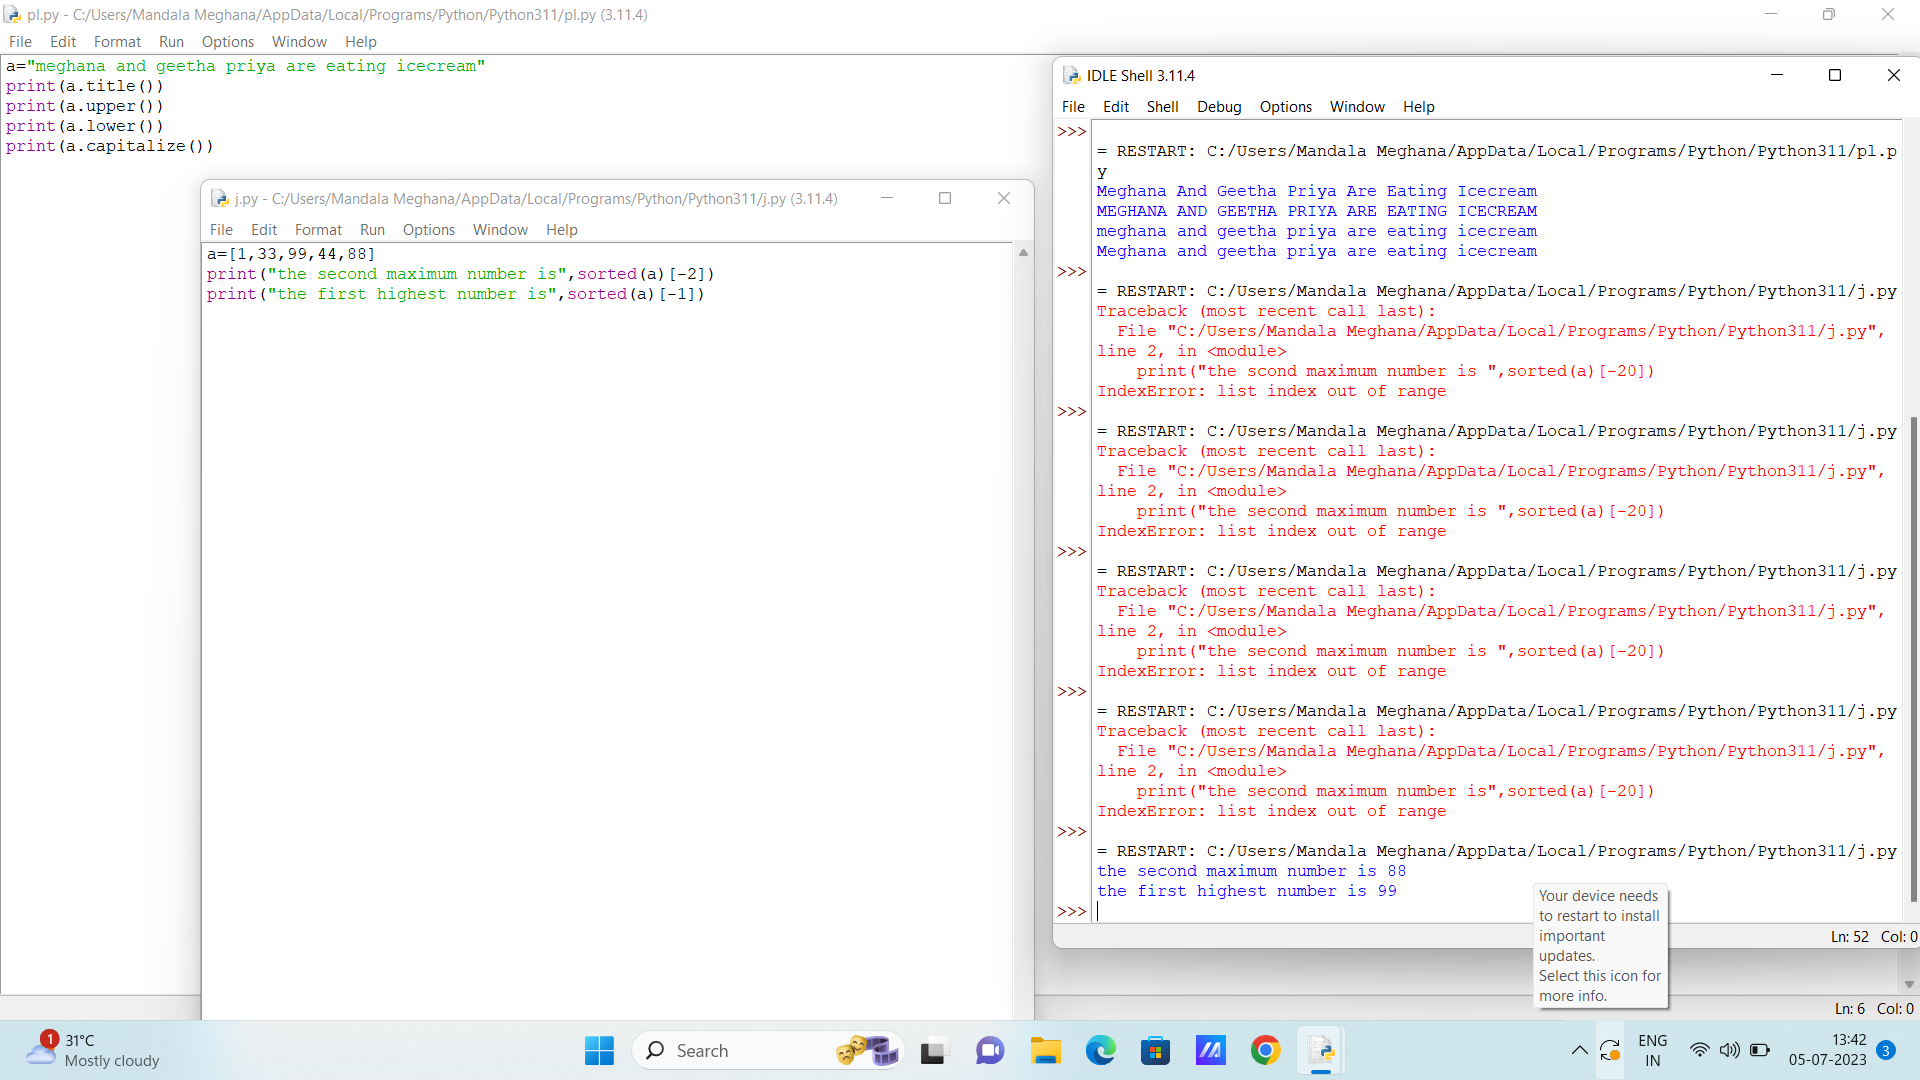 pl.py - C:/Users/Mandala Meghana/AppData/Local/Programs/Python/Python311/pl.py (3.11.4)
File Edit Format Run Options Window Help
a="meghana and geetha priya are eating icecream"
print(a.title())
print(a.upper())
print(a.lower())
print(a.capitalize())
j.py - C:/Users/Mandala Meghana/AppData/Local/Programs/Python/Python311/j.py (3.11.4)
File Edit Format Run Options Window Help
a=[1,33,99,44,88]
print("the second maximum number is",sorted(a)[-2])
print("the first highest number is",sorted(a)[-1])
IDLE Shell 3.11.4
File Edit Shell Debug Options Window Help
>>>
= RESTART: C:/Users/Mandala Meghana/AppData/Local/Programs/Python/Python311/pl.p
y
Meghana And Geetha Priya Are Eating Icecream
MEGHANA AND GEETHA PRIYA ARE EATING ICECREAM
meghana and geetha priya are eating icecream
Meghana and geetha priya are eating icecream
>>>
= RESTART: C:/Users/Mandala Meghana/AppData/Local/Programs/Python/Python311/j.py
Traceback (most recent call last):
File "C:/Users/Mandala Meghana/AppData/Local/Programs/Python/Python311/j.py",
line 2, in <module>
print("the scond maximum number is ",sorted(a)[-20])
IndexError: list index out of range
>>>
= RESTART: C:/Users/Mandala Meghana/AppData/Local/Programs/Python/Python311/j.py
Traceback (most recent call last):
File "C:/Users/Mandala Meghana/AppData/Local/Programs/Python/Python311/j.py",
line 2, in <module>
print("the second maximum number is ",sorted(a)[-20])
IndexError: list index out of range
>>>
= RESTART: C:/Users/Mandala Meghana/AppData/Local/Programs/Python/Python311/j.py
Traceback (most recent call last):
File "C:/Users/Mandala Meghana/AppData/Local/Programs/Python/Python311/j.py",
line 2, in <module>
print("the second maximum number is ",sorted(a)[-20])
IndexError: list index out of range
>>>
= RESTART: C:/Users/Mandala Meghana/AppData/Local/Programs/Python/Python311/j.py
Traceback (most recent call last):
File "C:/Users/Mandala Meghana/AppData/Local/Programs/Python/Python311/j.py",
line 2, in <module>
print("the second maximum number is",sorted(a)[-20])
IndexError: list index out of range
>>>
= RESTART: C:/Users/Mandala Meghana/AppData/Local/Programs/Python/Python311/j.py
the second maximum number is 88
the first highest number is 99
>>>
Ln: 52 Col: 0
Your device needs
to restart to install
important
updates.
Select this icon for
more info.
Ln: 6 Col: 0
1
31°C
Mostly cloudy
Search
ENG
IN
13:42
05-07-2023
3